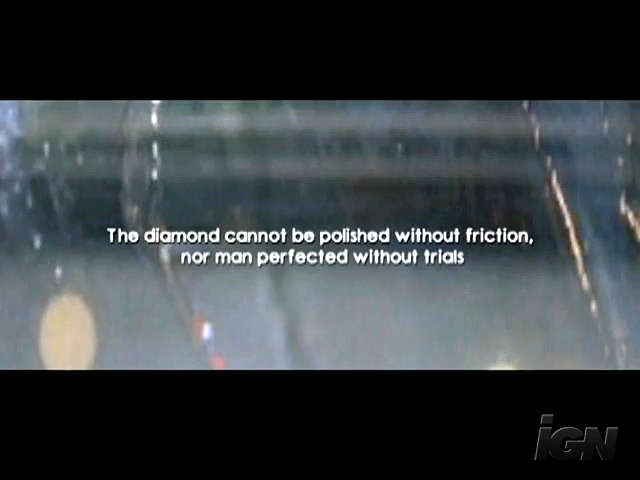 The diamond cannot be polished without friction,
nor man perfected without trials
IGN